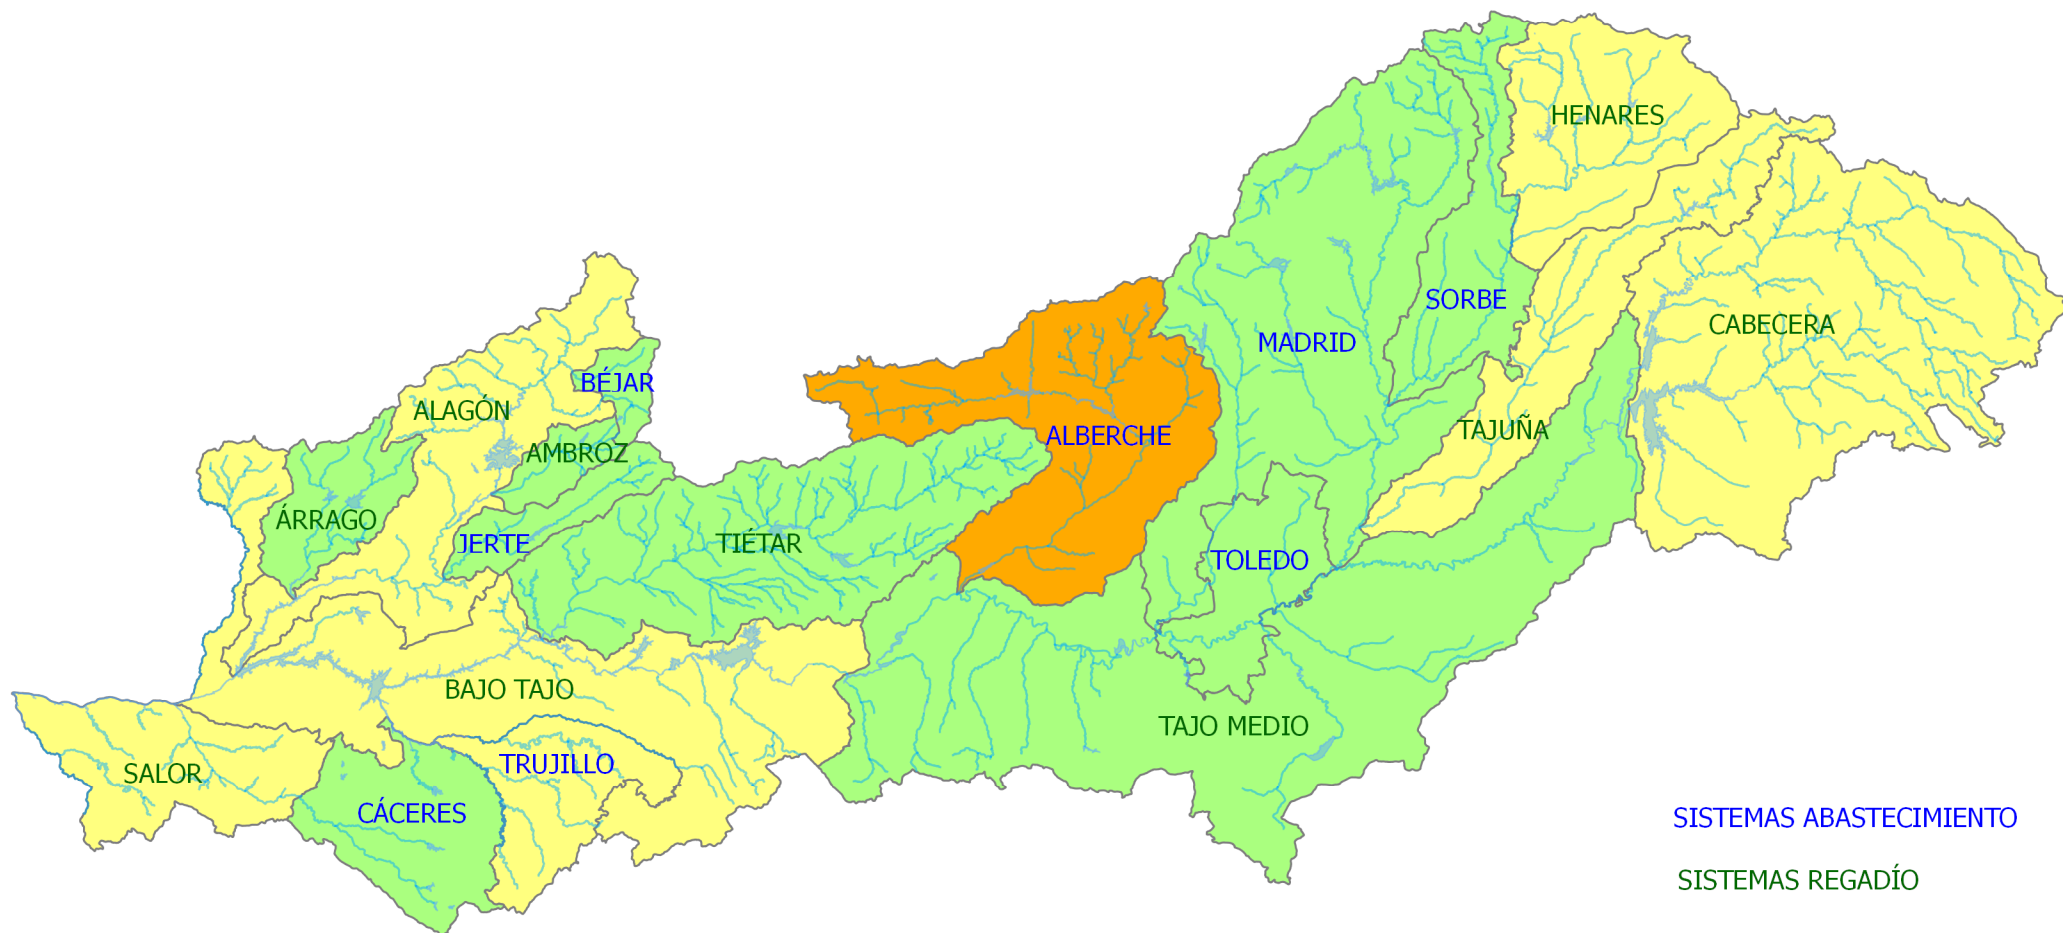 HENARES
SORBE
CABECERA
MADRID
BÉJAR
ALAGÓN
TAJUÑA
ALBERCHE
AMBROZ
ÁRRAGO
JERTE
TIÉTAR
TOLEDO
BAJO TAJO
TAJO MEDIO
TRUJILLO
SALOR
CÁCERES
SISTEMAS ABASTECIMIENTO
SISTEMAS REGADÍO